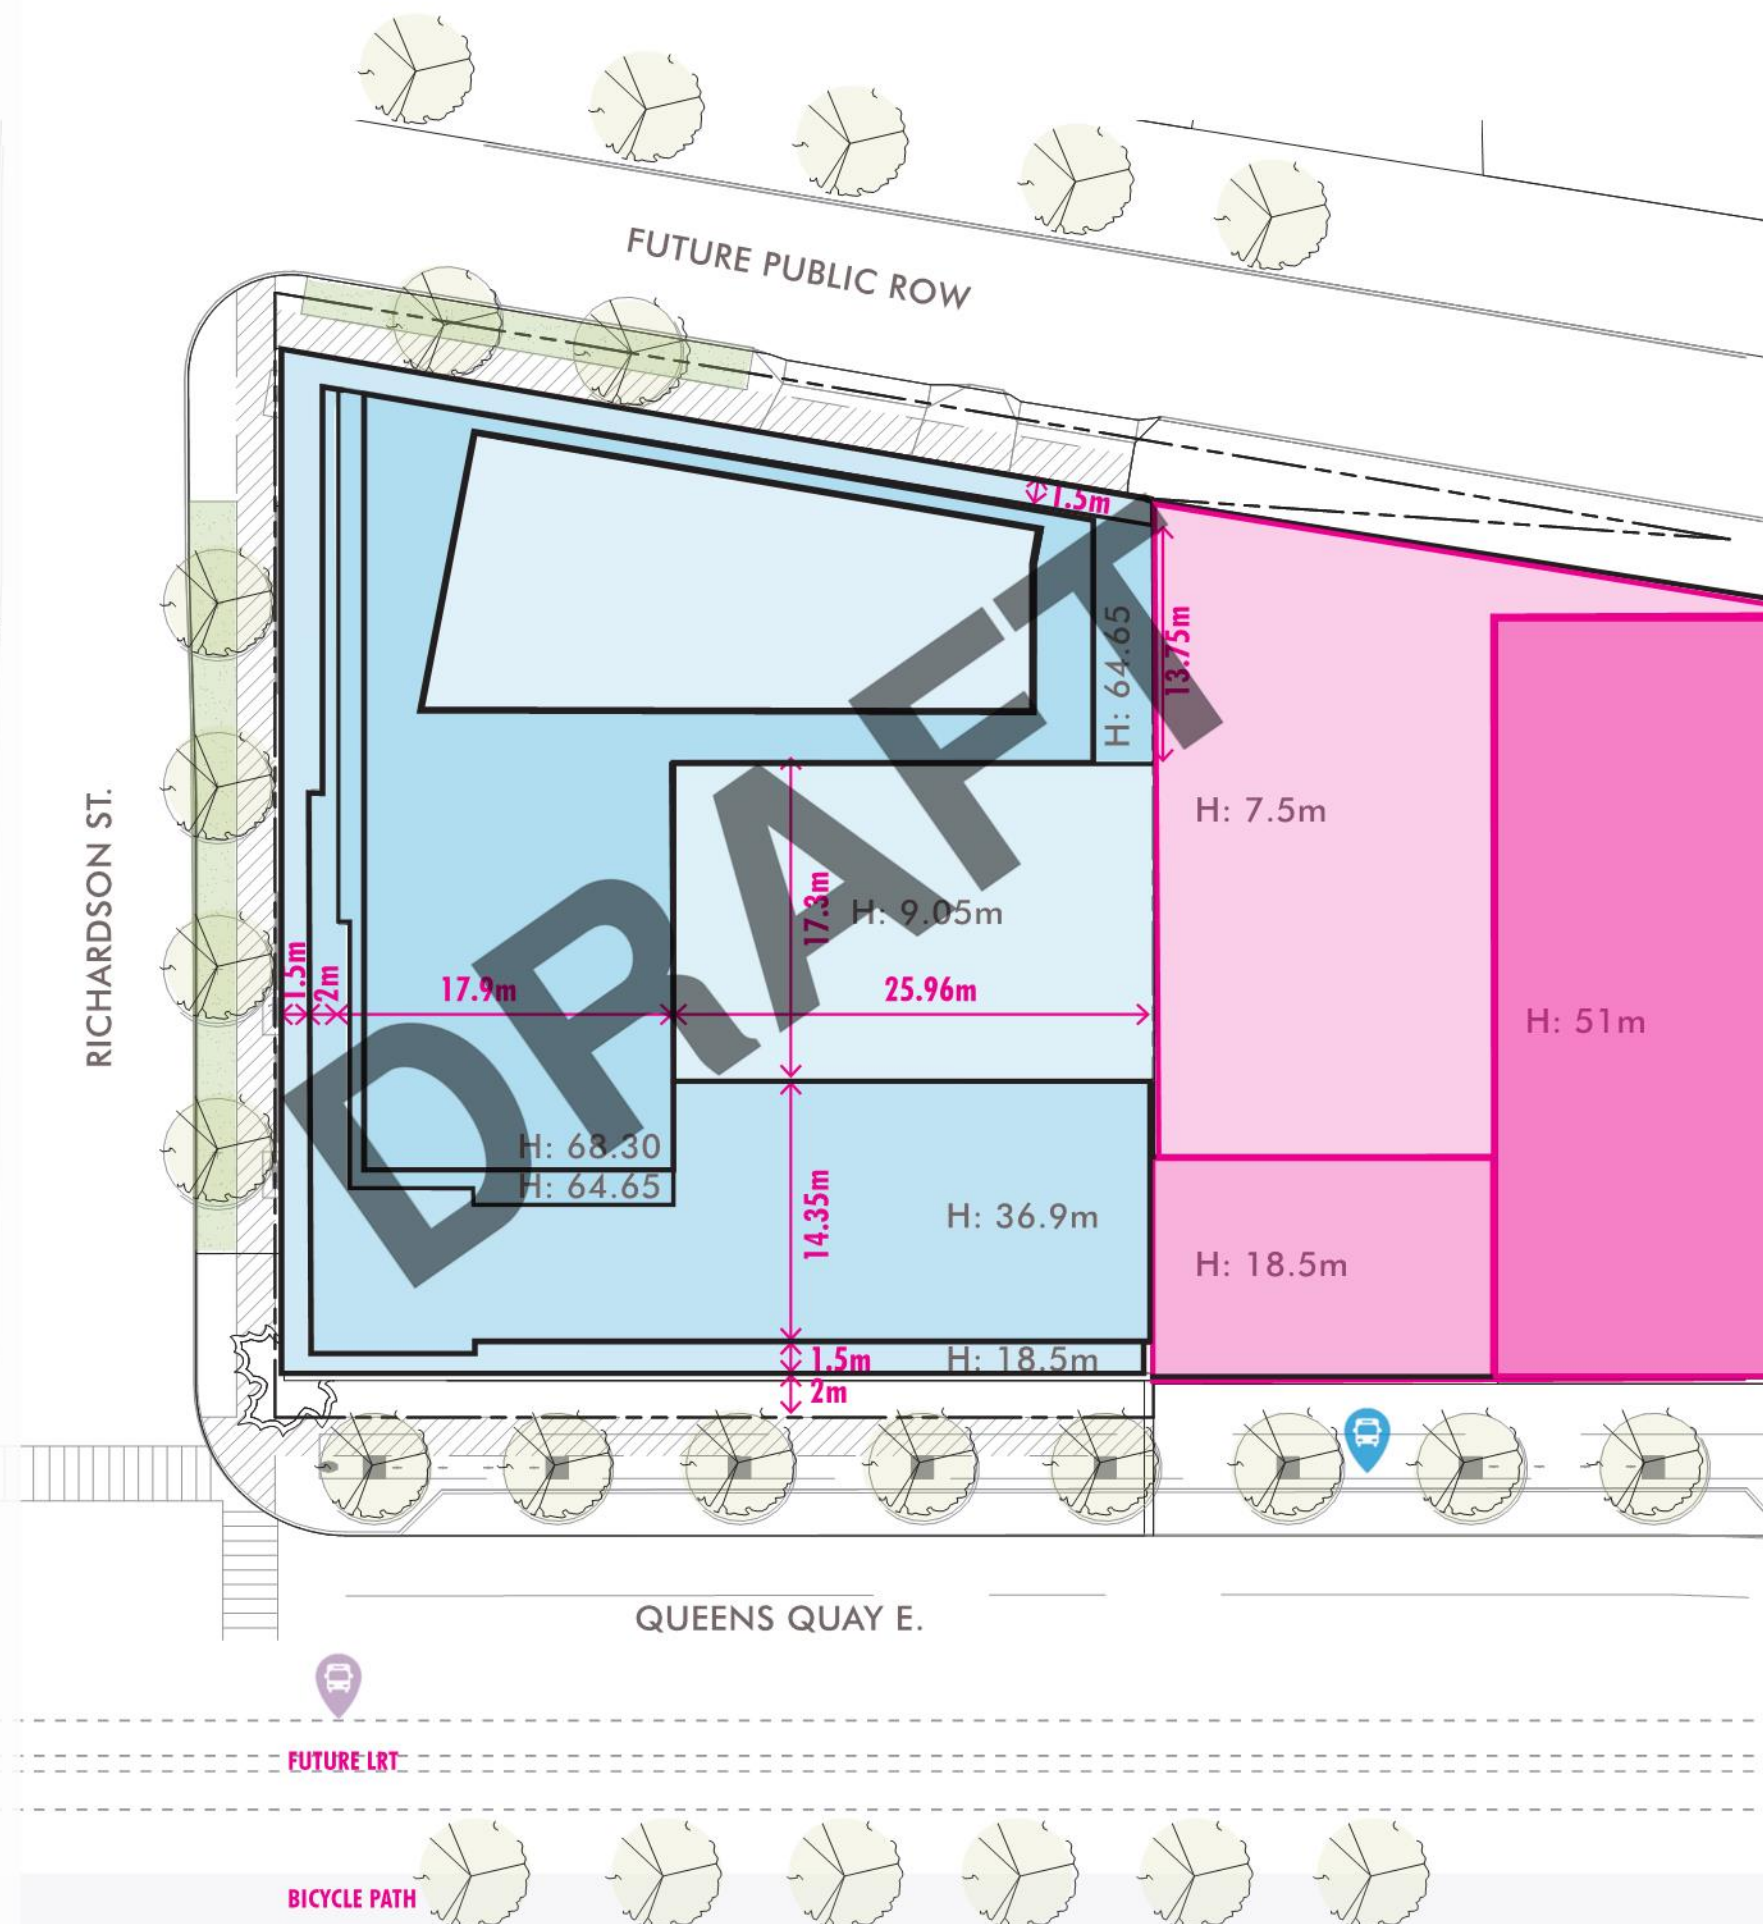 FUTURE PUBLIC ROW
1.5m
H: 64.65
13.75m
H: 7.5m
RICHARDSON ST.
17.3m
H: 9.05m
1.5m
2m
17.9m
25.96m
H: 51m
DRAFT
H: 68.30
H: 64.65
14.35m
H: 36.9m
H: 18.5m
1.5m
H: 18.5m
2m
QUEENS QUAY E.
FUTURE LRT
BICYCLE PATH